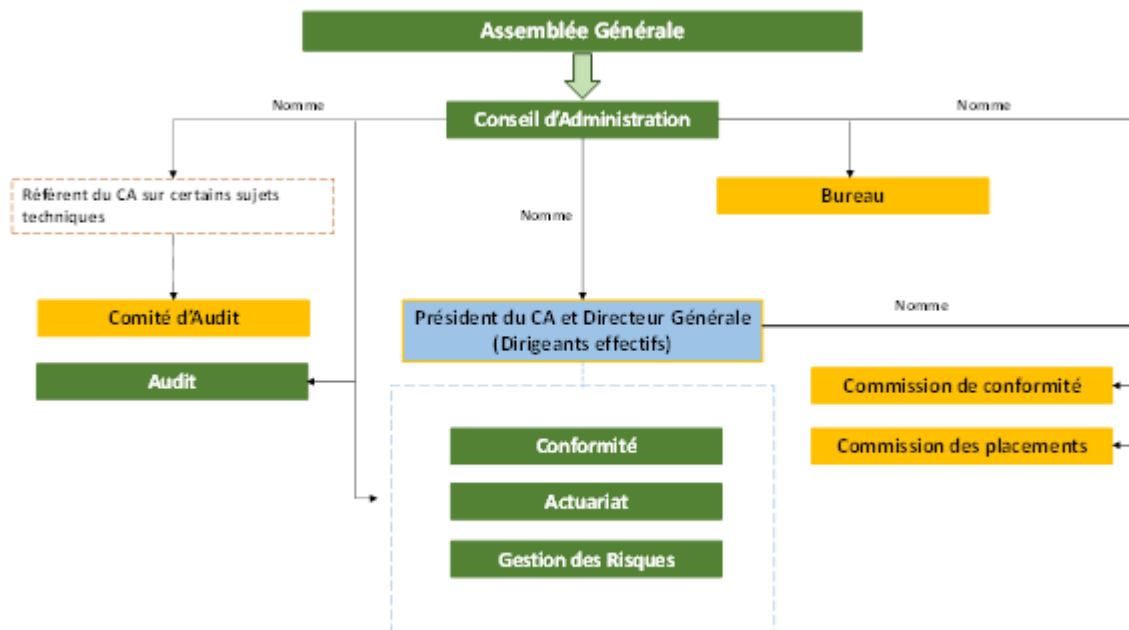 Assemblée Générale
Nomme
Nomme
Conseil d'Administration
Référent du CA sur certains sujets
techniques
Bureau
Nomme
Comité d'Audit
Président du CA et Directeur Générale
(Dirigeants effectifs)
Nomme
Audit
Commission de conformité
Conformité
Commission des placements
Actuariat
Gestion des Risques